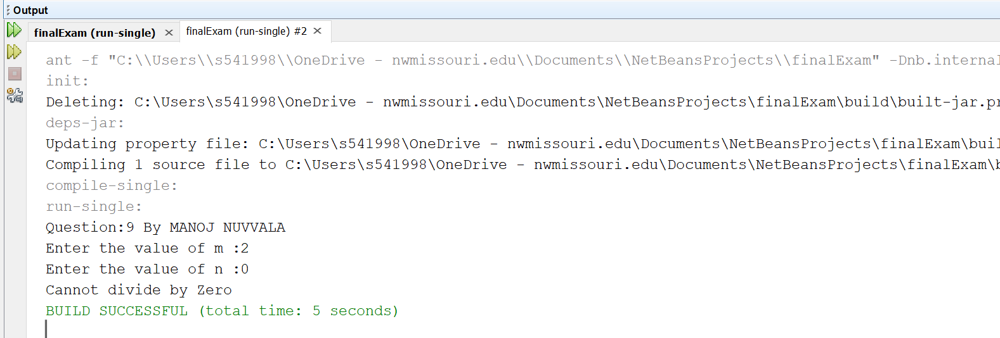 Output
finalExam (run-single) × finalExam (run-single) #2 ×
ant -f "C:\\Users\\s541998\\OneDrive - nwmissouri.edu\\Documents\\NetBeansProjects\\finalExam" -Dnb.internal
init:
Deleting: C:\Users\s541998\OneDrive - nwmissouri.edu\Documents\NetBeansProjects\finalExam\build\built-jar.pr
deps-jar:
Updating property file: C:\Users\s541998\OneDrive - nwmissouri.edu\Documents\NetBeansProjects\finalExam\buil
Compiling 1 source file to C:\Users\s541998\OneDrive - nwmissouri.edu\Documents\NetBeansProjects\finalExam\b
compile-single:
run-single:
Question:9 By MANOJ NUVVALA
Enter the value of m :2
Enter the value of n :0
Cannot divide by Zero
BUILD SUCCESSFUL (total time: 5 seconds)